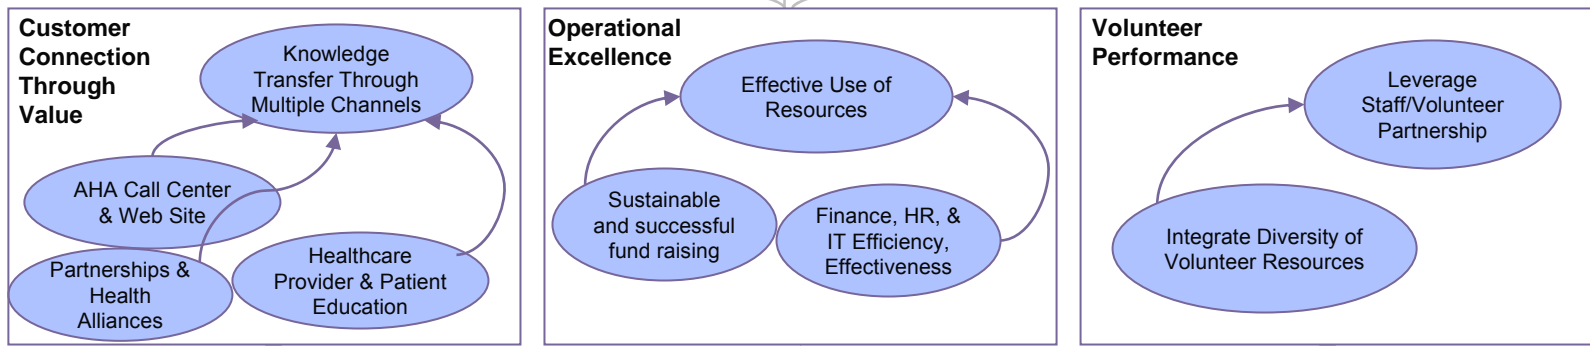 Customer
Connection
Through
Value
Knowledge
Transfer Through
Multiple Channels
AHA Call Center
& Web Site
Partnerships &
Health
Alliances
Healthcare
Provider & Patient
Education
Operational
Excellence
Effective Use of
Resources
Sustainable
and successful
fund raising
Finance, HR, &
IT Efficiency,
Effectiveness
Volunteer
Performance
Leverage
Staff/Volunteer
Partnership
Integrate Diversity of
Volunteer Resources